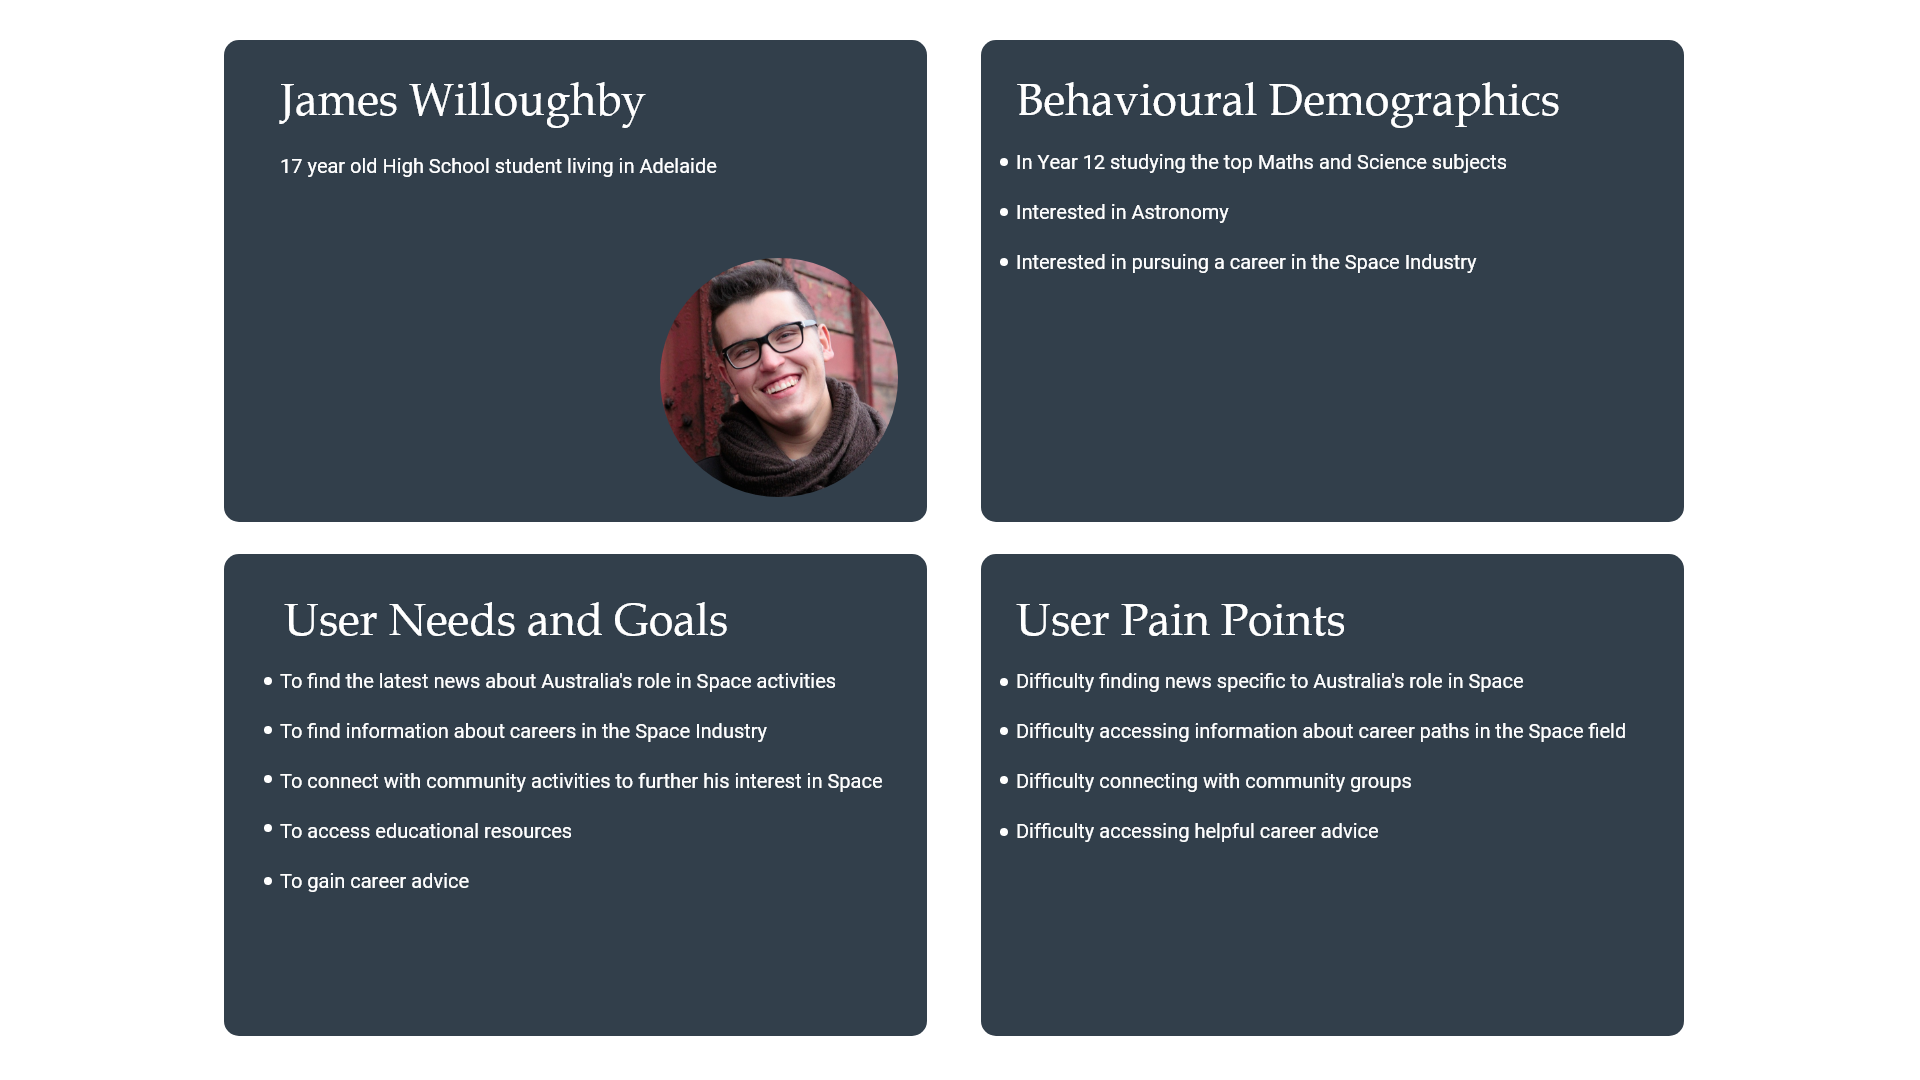 James Willoughby
17 year old High School student living in Adelaide
Behavioural Demographics
In Year 12 studying the top Maths and Science subjects
Interested in Astronomy
Interested in pursuing a career in the Space Industry
User Needs and Goals
To find the latest news about Australia's role in Space activities
To find information about careers in the Space Industry
To connect with community activities to further his interest in Space
To access educational resources
To gain career advice
User Pain Points
Difficulty finding news specific to Australia's role in Space
Difficulty accessing information about career paths in the Space field
Difficulty connecting with community groups
Difficulty accessing helpful career advice